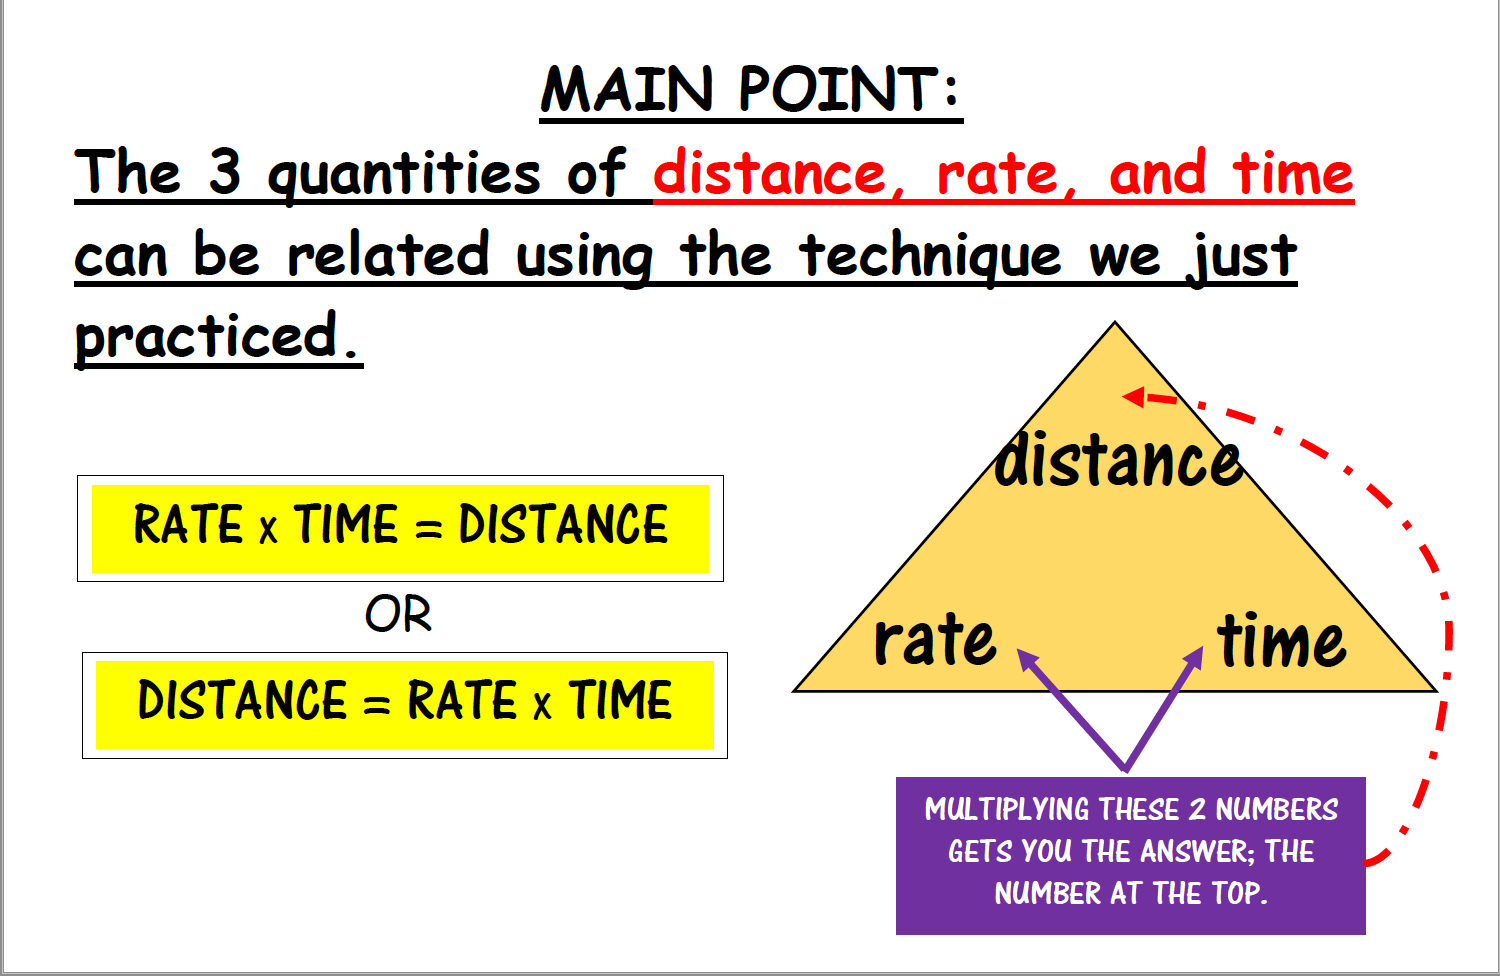 MAIN POINT:
The 3 quantities of distance, rate, and time
can be related using the technique we just
practiced.
RATE x TIME = DISTANCE
OR
DISTANCE = RATE x TIME
distance
rate
time
MULTIPLYING THESE 2 NUMBERS
GETS YOU THE ANSWER; THE
NUMBER AT THE TOP.